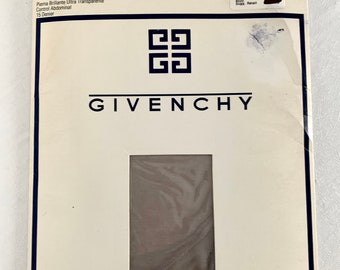 Pierna Brillante Ultra Transparente
Control Abdominal
15 Denier
GIVENCHY